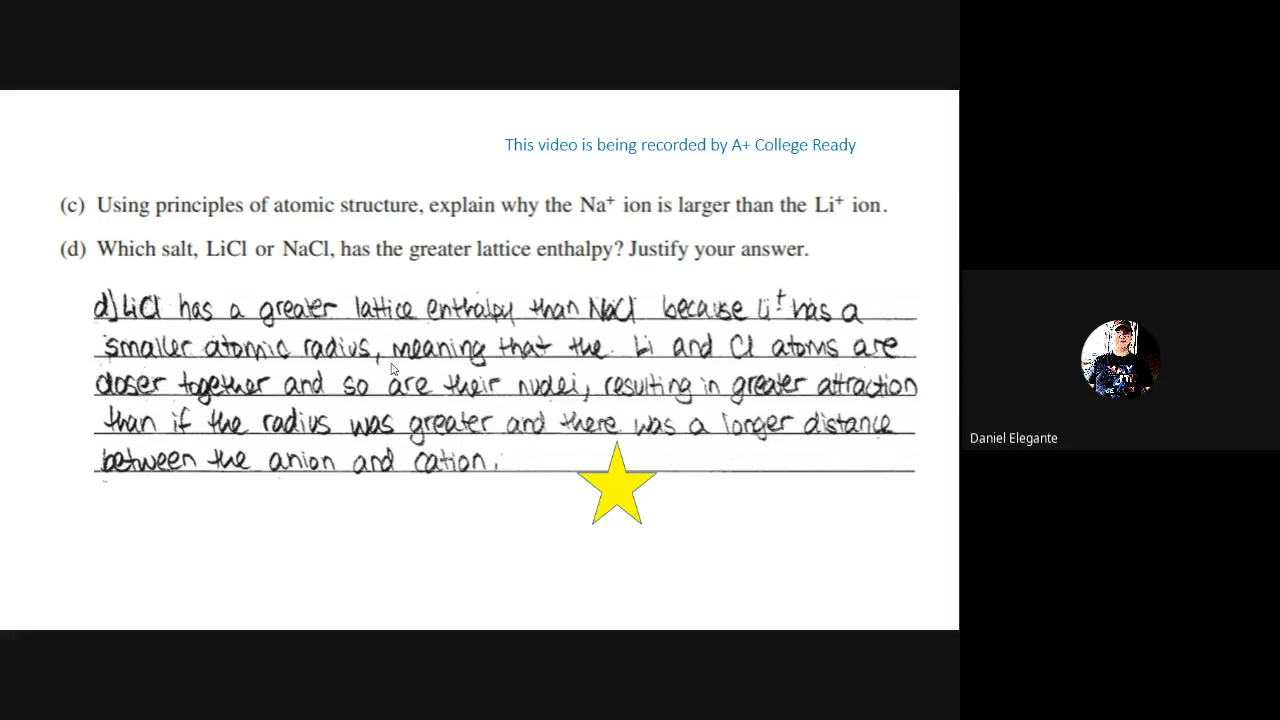 This video is being recorded by A+ College Ready
(c) Using principles of atomic structure, explain why the Na⁺ ion is larger than the Li⁺ ion.
(d) Which salt, LiCl or NaCl, has the greater lattice enthalpy? Justify your answer.
d) LiCl has a greater lattice enthalpy than NaCl because Li⁺ has a
smaller atomic radius, meaning that the Li and Cl atoms are
closer together and so are their nuclei, resulting in greater attraction
than if the radius was greater and there was a longer distance
between the anion and cation.
Daniel Elegante